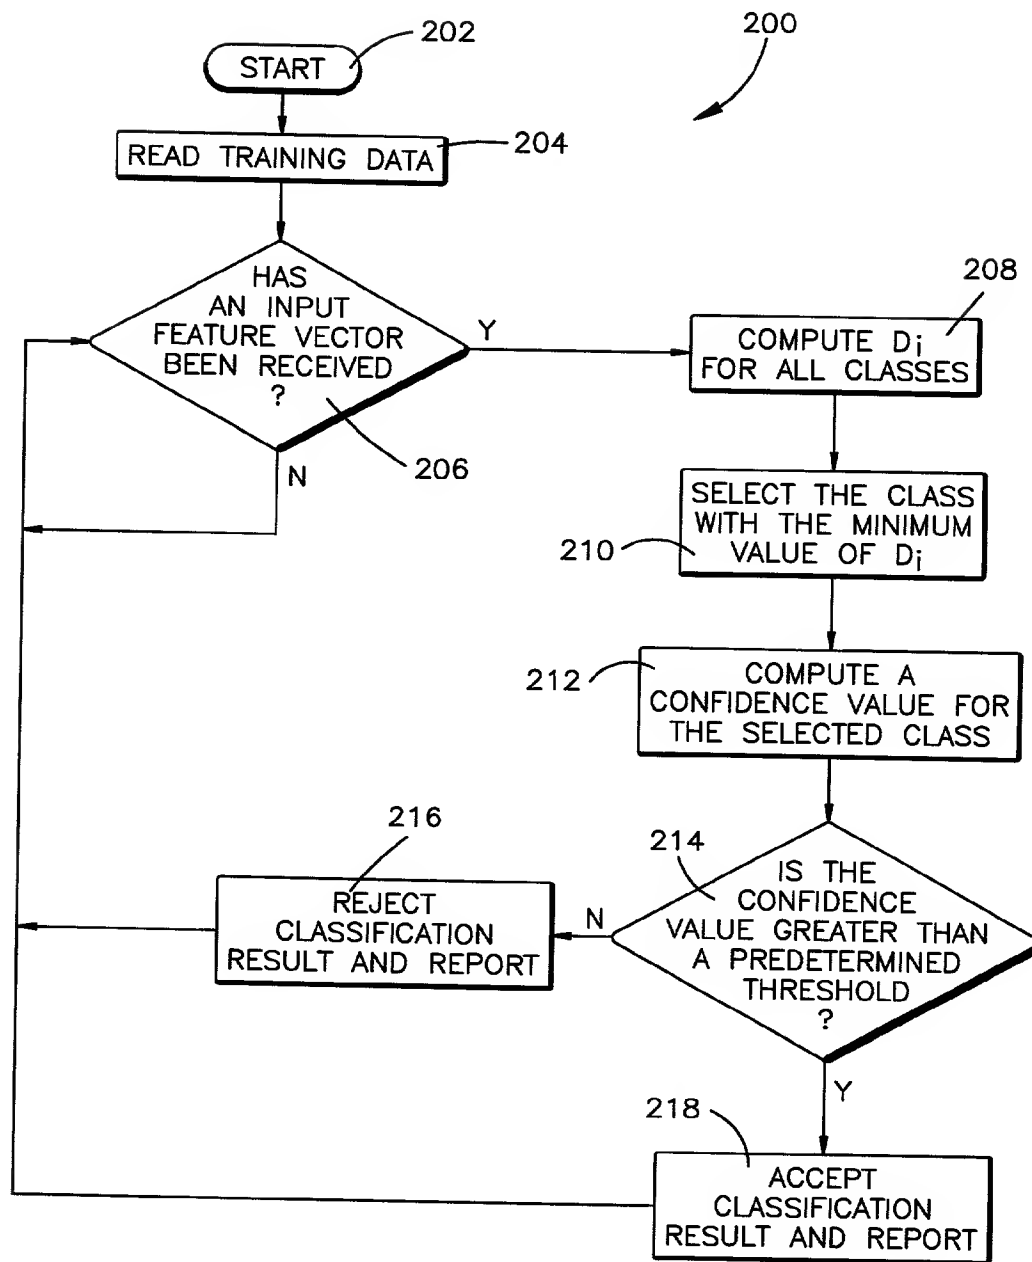 200
202
START
204
READ TRAINING DATA
HAS
AN INPUT
FEATURE VECTOR
BEEN RECEIVED
?
206
Y
N
208
COMPUTE Di
FOR ALL CLASSES
SELECT THE CLASS
WITH THE MINIMUM
VALUE OF Di
210
212
COMPUTE A
CONFIDENCE VALUE FOR
THE SELECTED CLASS
214
IS THE
CONFIDENCE
VALUE GREATER THAN
A PREDETERMINED
THRESHOLD
?
N
Y
216
REJECT
CLASSIFICATION
RESULT AND REPORT
218
ACCEPT
CLASSIFICATION
RESULT AND REPORT